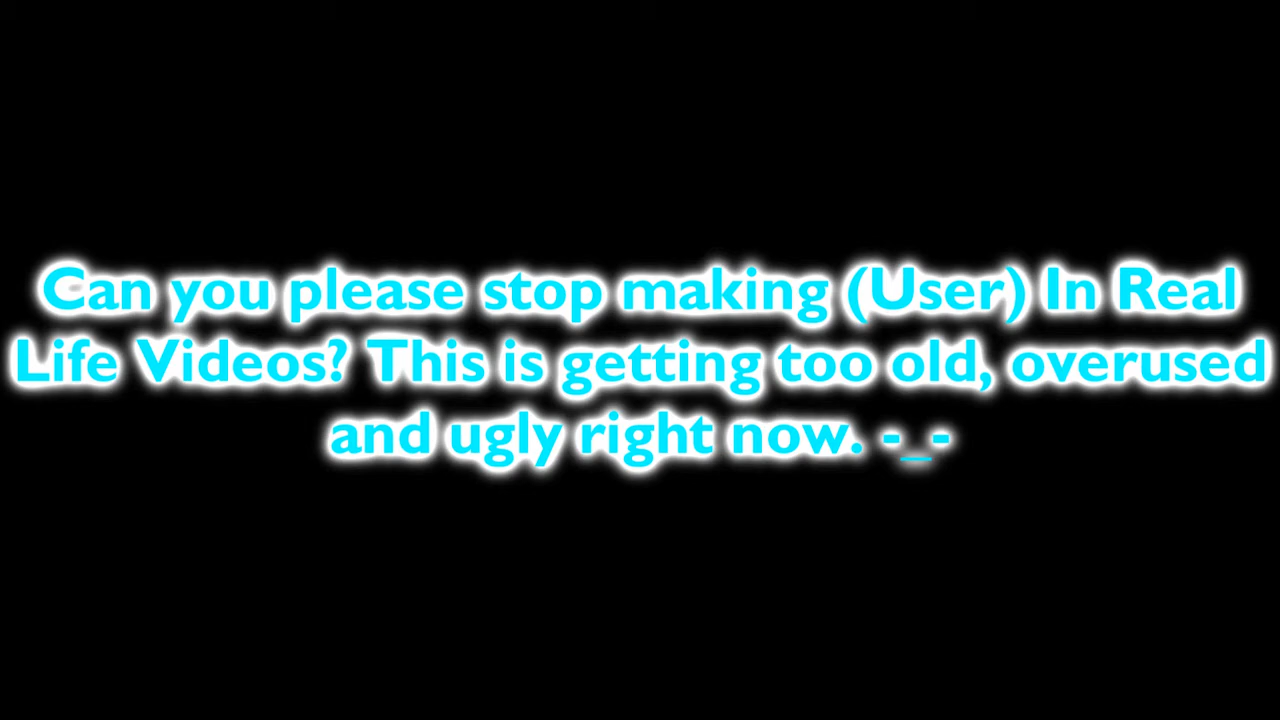 Can you please stop making (User) In Real
Life Videos? This is getting too old, overused
and ugly right now. -_-